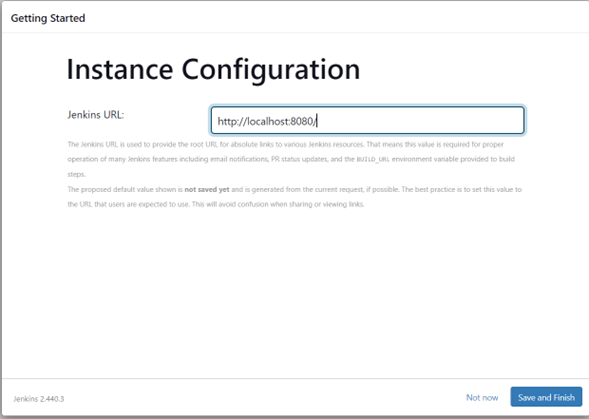 Getting Started
Instance Configuration
Jenkins URL:
http://localhost:8080/
The Jenkins URL is used to provide the root URL for absolute links to various Jenkins resources. That means this value is required for proper
operation of many Jenkins features including email notifications, PR status updates, and the BUILD_URL environment variable provided to build
steps.
The proposed default value shown is not saved yet and is generated from the current request, if possible. The best practice is to set this value to
the URL that users are expected to use. This will avoid confusion when sharing or viewing links.
Jenkins 2.440.3
Not now
Save and Finish